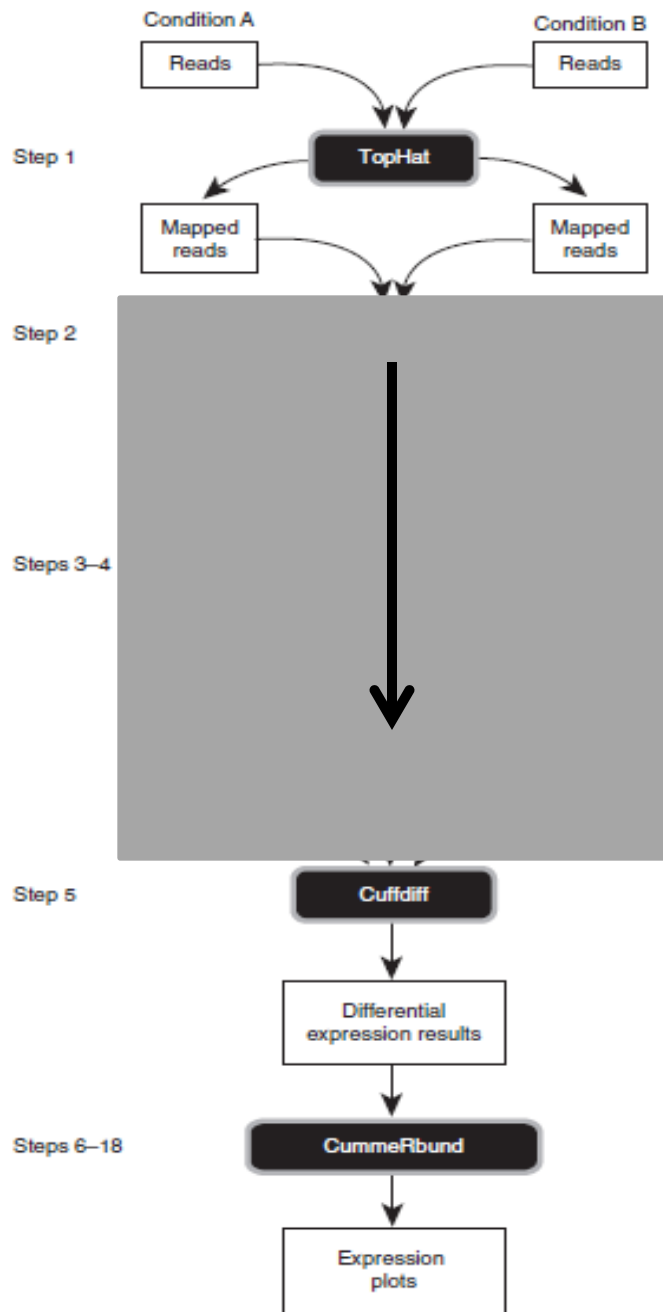 Condition A
Condition B
Reads
Reads
Step 1
TopHat
Mapped
reads
Mapped
reads
Step 2
Steps 3–4
Step 5
Cuffdiff
Differential
expression results
Steps 6–18
CummeRbund
Expression
plots